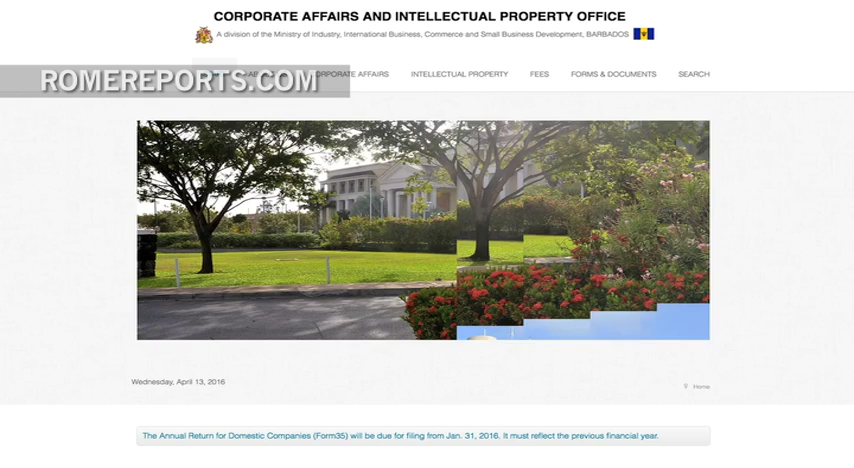 CORPORATE AFFAIRS AND INTELLECTUAL PROPERTY OFFICE
A division of the Ministry of Industry, International Business, Commerce and Small Business Development, BARBADOS
ROMEREPORTS.COM
CORPORATE AFFAIRS INTELLECTUAL PROPERTY FEES FORMS & DOCUMENTS SEARCH
Wednesday, April 13, 2016
Home
The Annual Return for Domestic Companies (Form35) will be due for filing from Jan. 31, 2016. It must reflect the previous financial year.